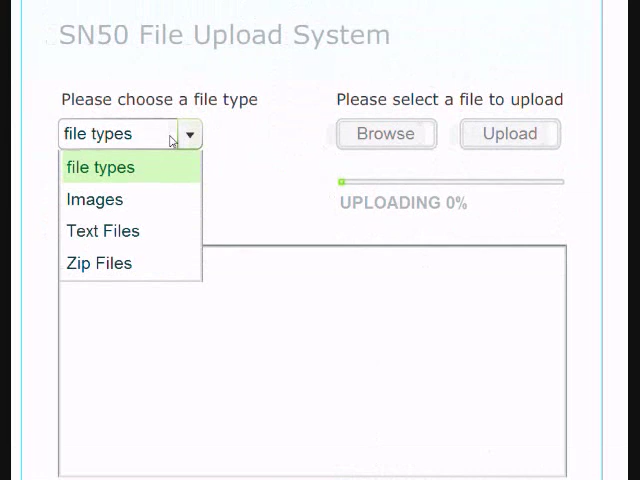 SN50 File Upload System
Please choose a file type
Please select a file to upload
file types
Browse
Upload
file types
Images
Text Files
Zip Files
UPLOADING 0%